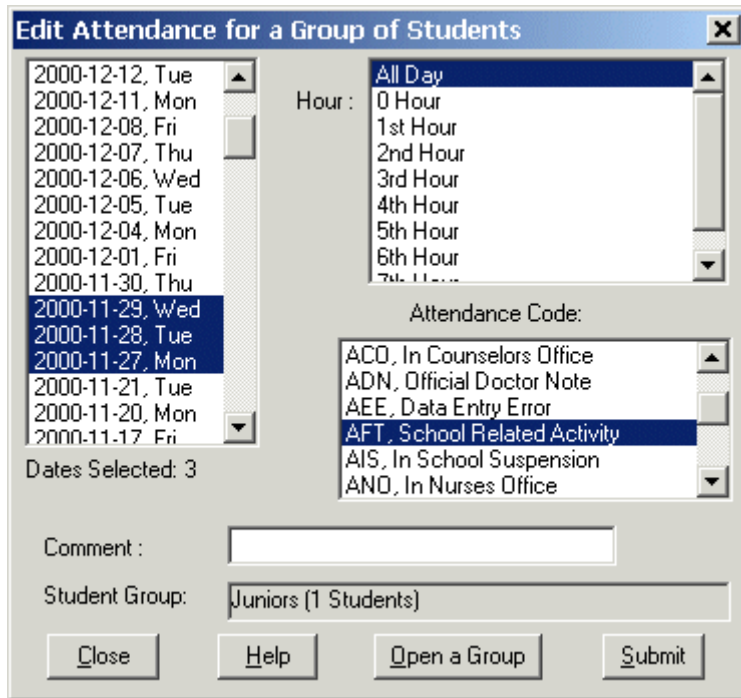 Edit Attendance for a Group of Students
2000-12-12, Tue
2000-12-11, Mon
2000-12-08, Fri
2000-12-07, Thu
2000-12-06, Wed
2000-12-05, Tue
2000-12-04, Mon
2000-12-01, Fri
2000-11-30, Thu
2000-11-29, Wed
2000-11-28, Tue
2000-11-27, Mon
2000-11-21, Tue
2000-11-20, Mon
2000-11-17, Fri
Dates Selected: 3
Hour :
All Day
0 Hour
1st Hour
2nd Hour
3rd Hour
4th Hour
5th Hour
6th Hour
7th Hour
Attendance Code:
ACO, In Counselors Office
ADN, Official Doctor Note
AEE, Data Entry Error
AFT, School Related Activity
AIS, In School Suspension
ANO, In Nurses Office
Comment :
Student Group: Juniors (1 Students)
Close Help Open a Group Submit